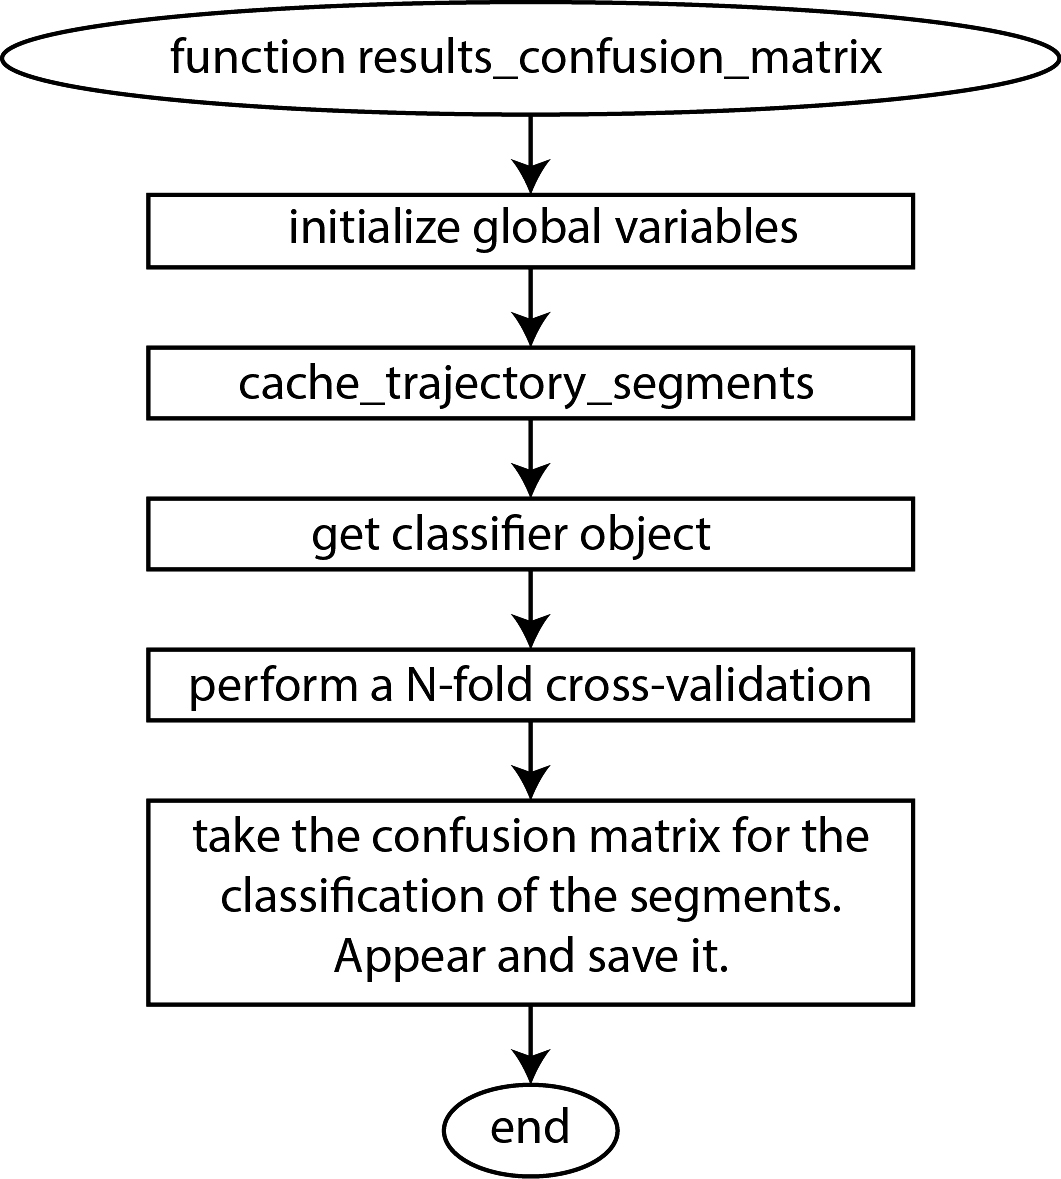 function results_confusion_matrix
initialize global variables
cache_trajectory_segments
get classifier object
perform a N-fold cross-validation
take the confusion matrix for the
classification of the segments.
Appear and save it.
end